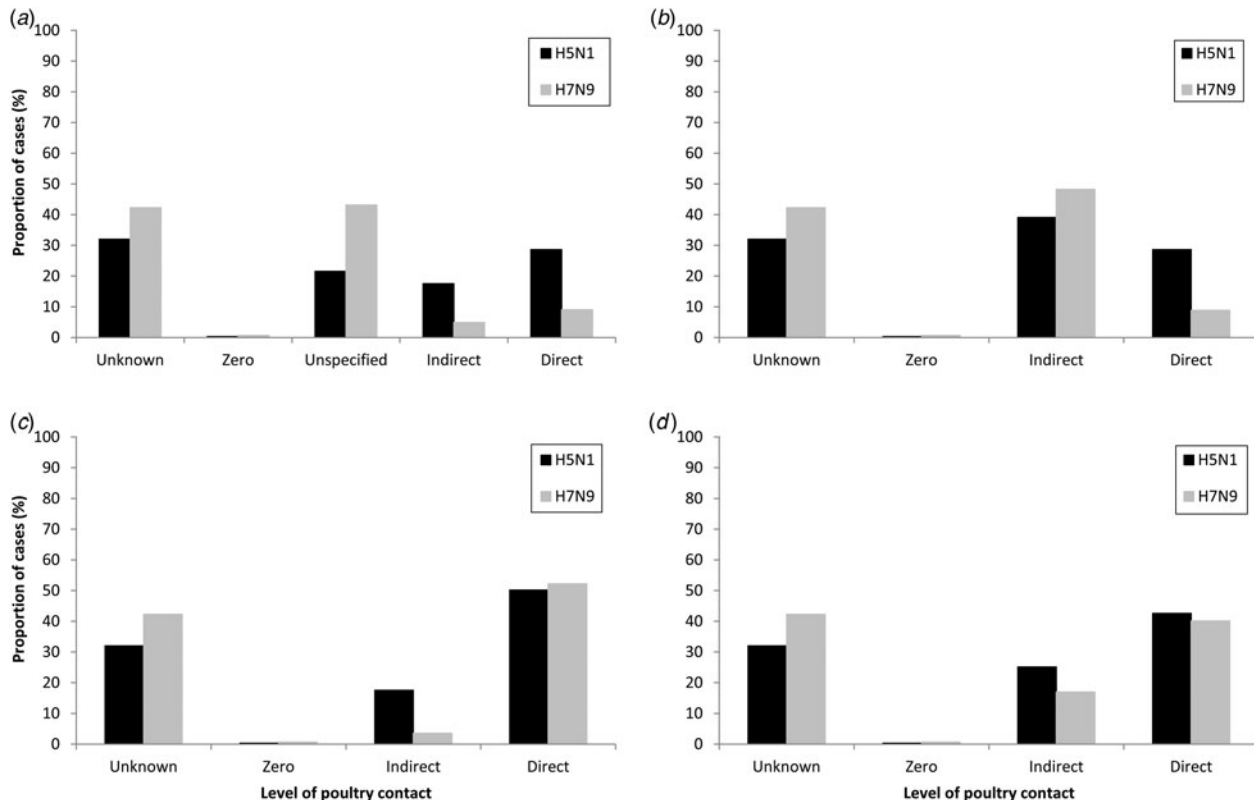 (a)
100
90
80
70
60
50
40
30
20
10
0
Proportion of cases (%)
H5N1
H7N9
Unknown Zero Unspecified Indirect Direct
(b)
100
90
80
70
60
50
40
30
20
10
0
H5N1
H7N9
Unknown Zero Indirect Direct
(c)
100
90
80
70
60
50
40
30
20
10
0
Proportion of cases (%)
H5N1
H7N9
Unknown Zero Indirect Direct
Level of poultry contact
(d)
100
90
80
70
60
50
40
30
20
10
0
H5N1
H7N9
Unknown Zero Indirect Direct
Level of poultry contact